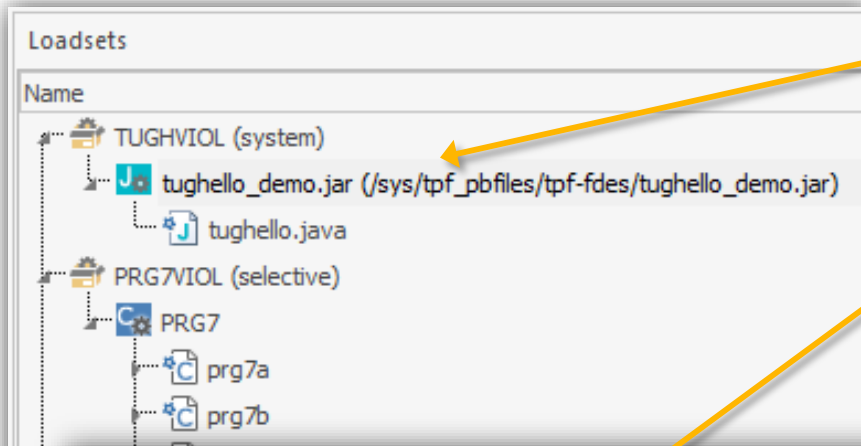 Loadsets
Name
TUGHVIOL (system)
tughello_demo.jar (/sys/tpf_pbfiles/tpf-fdes/tughello_demo.jar)
tughello.java
PRG7VIOL (selective)
PRG7
prg7a
prg7b